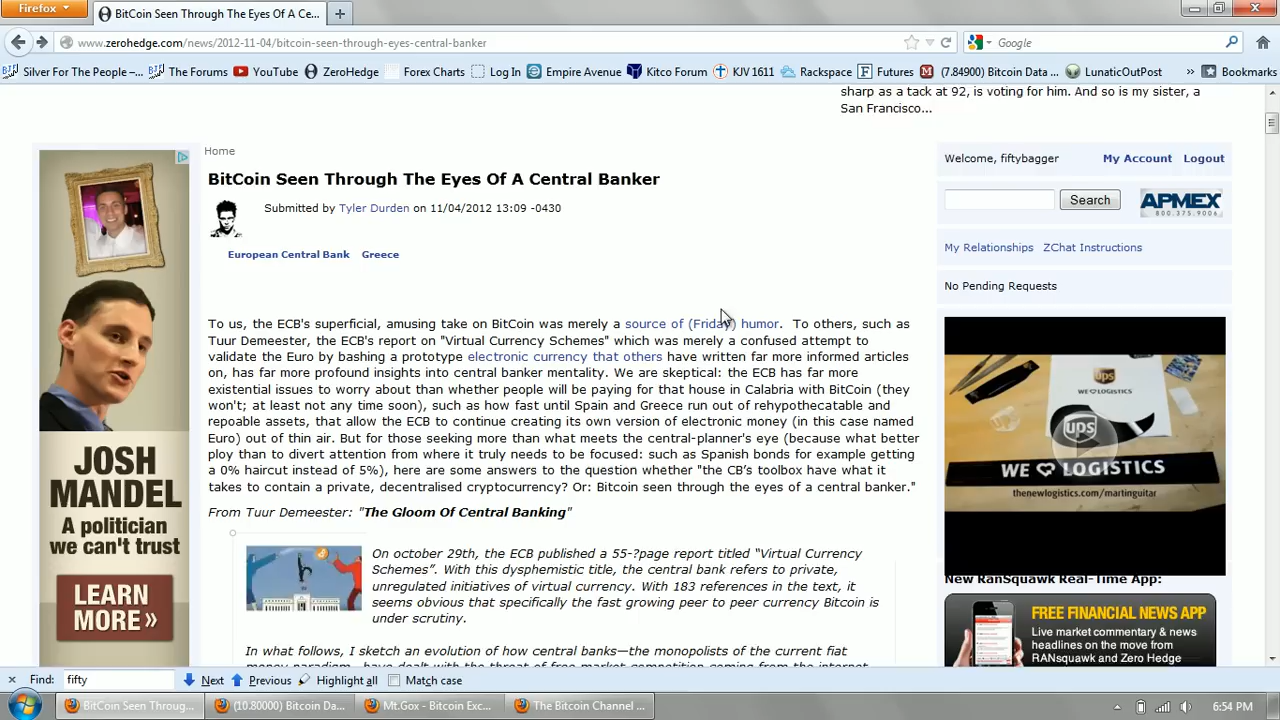 Firefox
BitCoin Seen Through The Eyes Of A Ce...
www.zerohedge.com/news/2012-11-04/bitcoin-seen-through-eyes-central-banker
Google
Silver For The People –...
The Forums
YouTube
ZeroHedge
Forex Charts
Log In
Empire Avenue
Kitco Forum
KJV 1611
Rackspace
Futures
(7.84900) Bitcoin Data ...
LunaticOutPost
»
Bookmarks
sharp as a tack at 92, is voting for him. And so is my sister, a
San Francisco...
Home
BitCoin Seen Through The Eyes Of A Central Banker
Submitted by Tyler Durden on 11/04/2012 13:09 -0430
European Central Bank Greece
To us, the ECB's superficial, amusing take on BitCoin was merely a source of (Friday) humor. To others, such as
Tuur Demeester, the ECB's report on "Virtual Currency Schemes" which was merely a confused attempt to
validate the Euro by bashing a prototype electronic currency that others have written far more informed articles
on, has far more profound insights into central banker mentality. We are skeptical: the ECB has far more
existential issues to worry about than whether people will be paying for that house in Calabria with BitCoin (they
won't; at least not any time soon), such as how fast until Spain and Greece run out of rehypothecatable and
repoable assets, that allow the ECB to continue creating its own version of electronic money (in this case named
Euro) out of thin air. But for those seeking more than what meets the central-planner's eye (because what better
ploy than to divert attention from where it truly needs to be focused: such as Spanish bonds for example getting
a 0% haircut instead of 5%), here are some answers to the question whether "the CB's toolbox have what it
takes to contain a private, decentralised cryptocurrency? Or: Bitcoin seen through the eyes of a central banker."
From Tuur Demeester: "The Gloom Of Central Banking"
On october 29th, the ECB published a 55-?page report titled "Virtual Currency
Schemes". With this dysphemistic title, the central bank refers to private,
unregulated initiatives of virtual currency. With 183 references in the text, it
seems obvious that specifically the fast growing peer to peer currency Bitcoin is
under scrutiny.
In what follows, I sketch an evolution of how central banks—the monopolists of the current fiat
JOSH
MANDEL
A politician
we can't trust
LEARN
MORE»
Welcome, fiftybagger
My Account Logout
Search
APMEX
800.375.9006
My Relationships ZChat Instructions
No Pending Requests
ups
WE LOGISTICS
ups
WE LOGISTICS
thenewlogistics.com/martinguitar
New RanSquawk Real-Time App:
FREE FINANCIAL NEWS APP
Live market commentary & news
headlines on the move from
RANsquawk and Zero Hedge
Find: fifty Next Previous Highlight all Match case
BitCoin Seen Throug...
(10.80000) Bitcoin Da...
Mt.Gox - Bitcoin Exc...
The Bitcoin Channel ...
6:54 PM